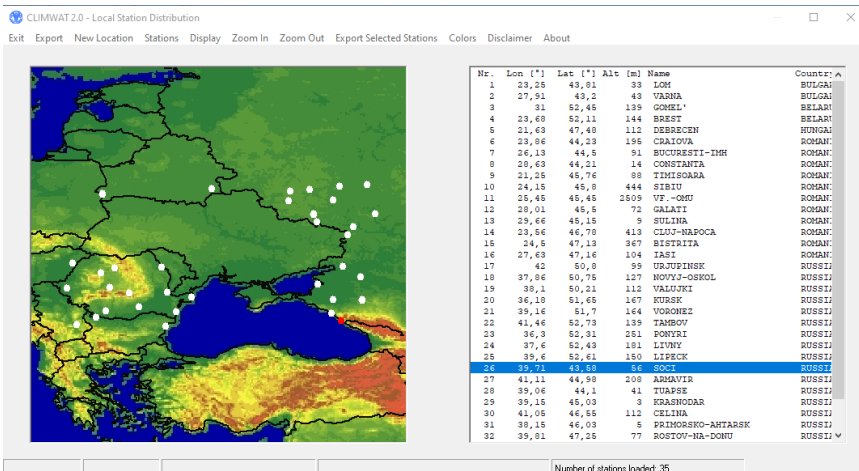 CLIMWAT 2.0 - Local Station Distribution
Exit Export New Location Stations Display Zoom In Zoom Out Export Selected Stations Colors Disclaimer About
Nr. Lon [°] Lat [°] Alt [m] Name Country
1 23,25 43,81 33 LOM BULGAR
2 27,91 43,2 43 VARNA BULGAR
3 31 52,45 139 GOMEL' BELARU
4 23,68 52,11 144 BREST BELARU
5 21,63 47,48 112 DEBRECEN HUNGAR
6 23,86 44,23 195 CRAIOVA ROMANI
7 26,13 44,5 91 BUCURESTI-IMH ROMANI
8 28,63 44,21 14 CONSTANTA ROMANI
9 21,25 45,76 88 TIMISOARA ROMANI
10 24,15 45,8 444 SIBIU ROMANI
11 25,45 45,45 2509 VF.-OMU ROMANI
12 28,01 45,5 72 GALATI ROMANI
13 29,66 45,15 9 SULINA ROMANI
14 23,56 46,78 413 CLUJ-NAPOCA ROMANI
15 24,5 47,13 367 BISTRITA ROMANI
16 27,63 47,16 104 IASI ROMANI
17 42 50,8 99 URJUPINSK RUSSIA
18 37,86 50,75 127 NOVYJ-OSKOL RUSSIA
19 38,1 50,21 112 VALUJKI RUSSIA
20 36,18 51,65 167 KURSK RUSSIA
21 39,16 51,7 164 VORONEZ RUSSIA
22 41,46 52,73 139 TAMBOV RUSSIA
23 36,3 52,31 251 PONYRI RUSSIA
24 37,6 52,43 181 LIVNY RUSSIA
25 39,6 52,61 150 LIPECK RUSSIA
26 39,71 43,58 56 SOCI RUSSIA
27 41,11 44,98 208 ARMAVIR RUSSIA
28 39,06 44,1 41 TUAPSE RUSSIA
29 39,15 45,03 3 KRASNODAR RUSSIA
30 41,05 46,55 112 CELINA RUSSIA
31 38,15 46,03 5 PRIMORSKO-AHTARSK RUSSIA
32 39,81 47,25 77 ROSTOV-NA-DONU RUSSIA
Number of stations loaded: 35